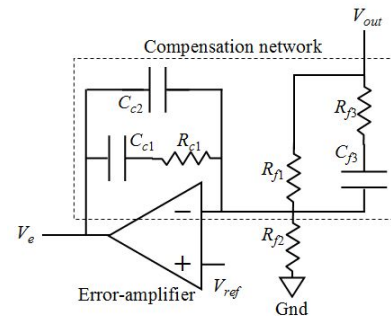 V_out
Compensation network
C_c2
R_f3
C_c1
R_c1
C_f3
R_f1
−
V_e
R_f2
+
V_ref
Error-amplifier
Gnd